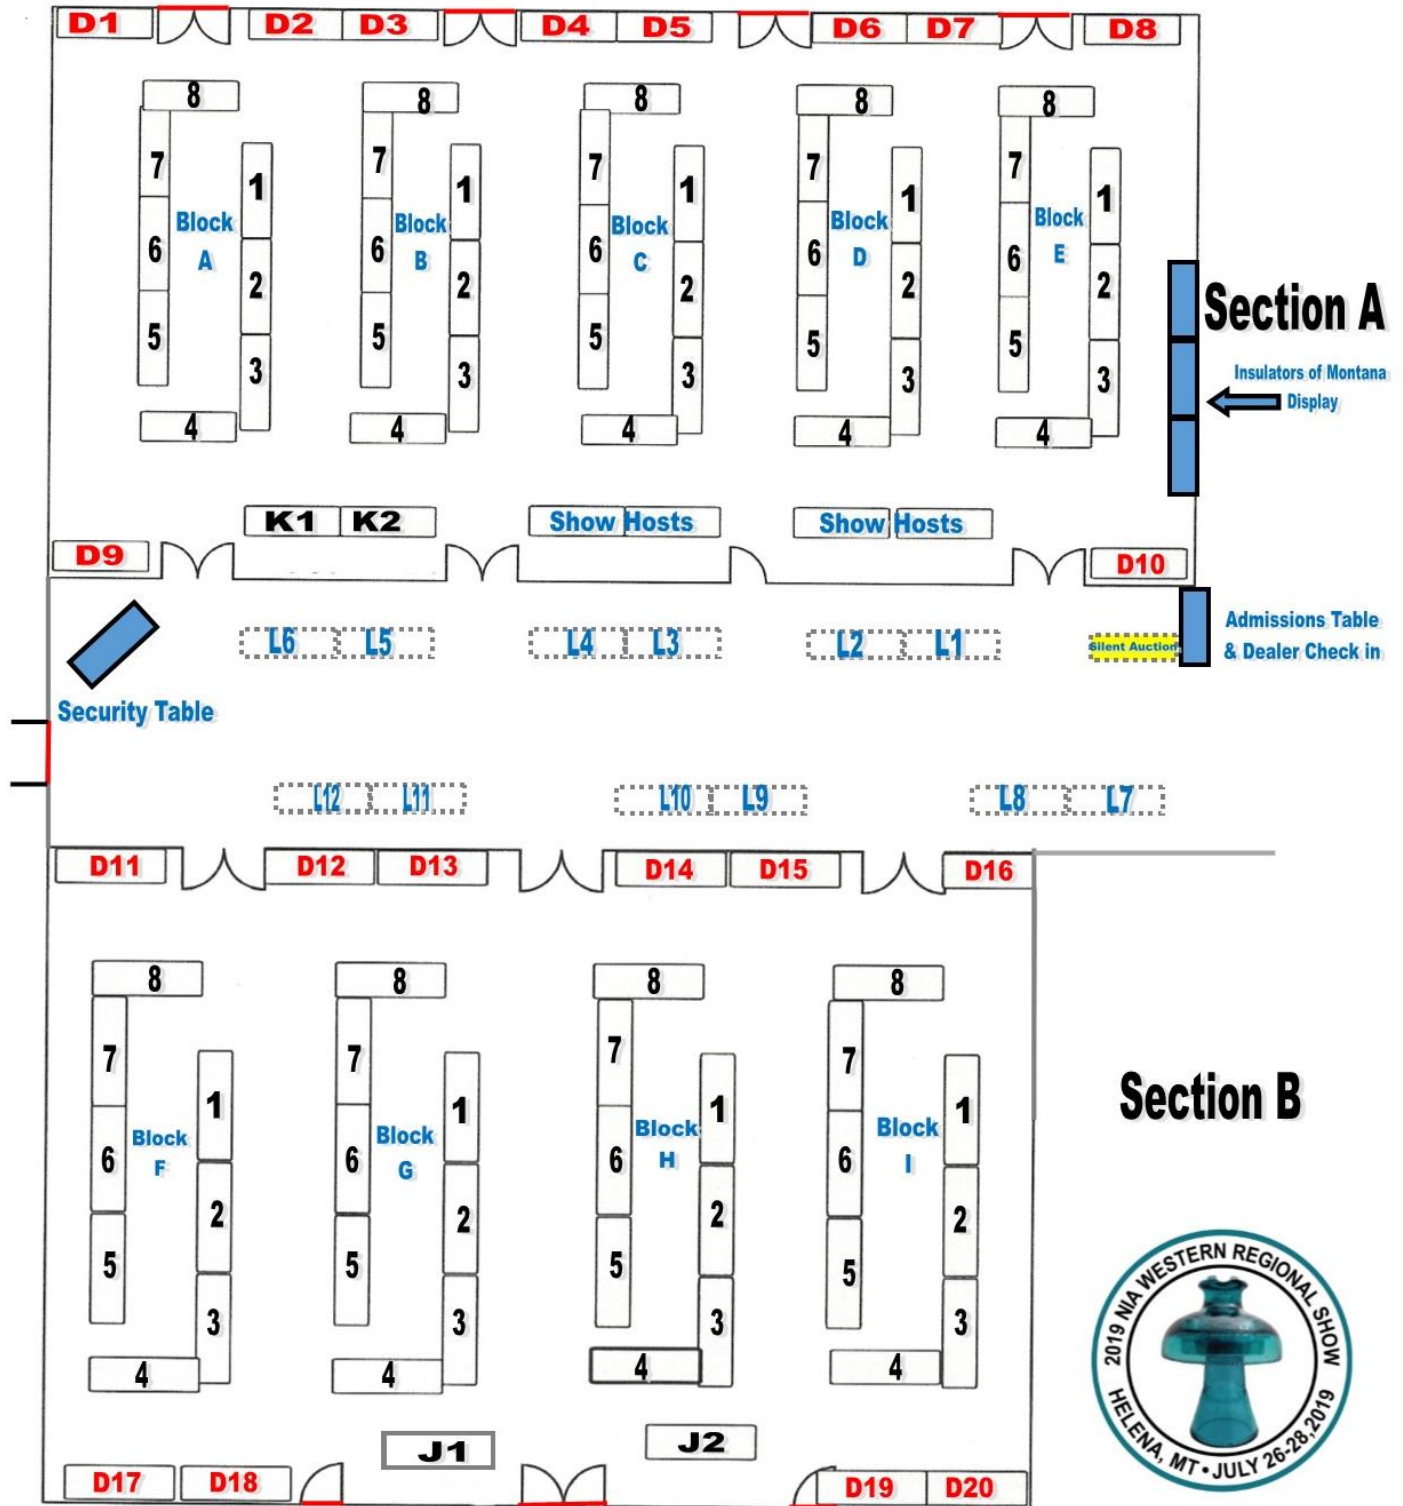 D1 D2 D3 D4 D5 D6 D7 D8
8 8 8 8 8
7 1 7 1 7 1 7 1 7 1
Block Block Block Block Block
A B C D E
6 2 6 2 6 2 6 2 6 2
Section A
5 3 5 3 5 3 5 3 5 3
Insulators of Montana
Display
4 4 4 4 4
K1 K2 Show Hosts Show Hosts
D9 D10
L6 L5 L4 L3 L2 L1 Silent Auction
Admissions Table
& Dealer Check in
Security Table
L12 L11 L10 L9 L8 L7
D11 D12 D13 D14 D15 D16
8 8 8 8
7 1 7 1 7 1 7 1
Block Block Block Block
F G H I
Section B
6 2 6 2 6 2 6 2
5 3 5 3 5 3 5 3
4 4 4 4
J1 J2
D17 D18 D19 D20
2019 NIA WESTERN REGIONAL SHOW
HELENA, MT • JULY 26-28, 2019